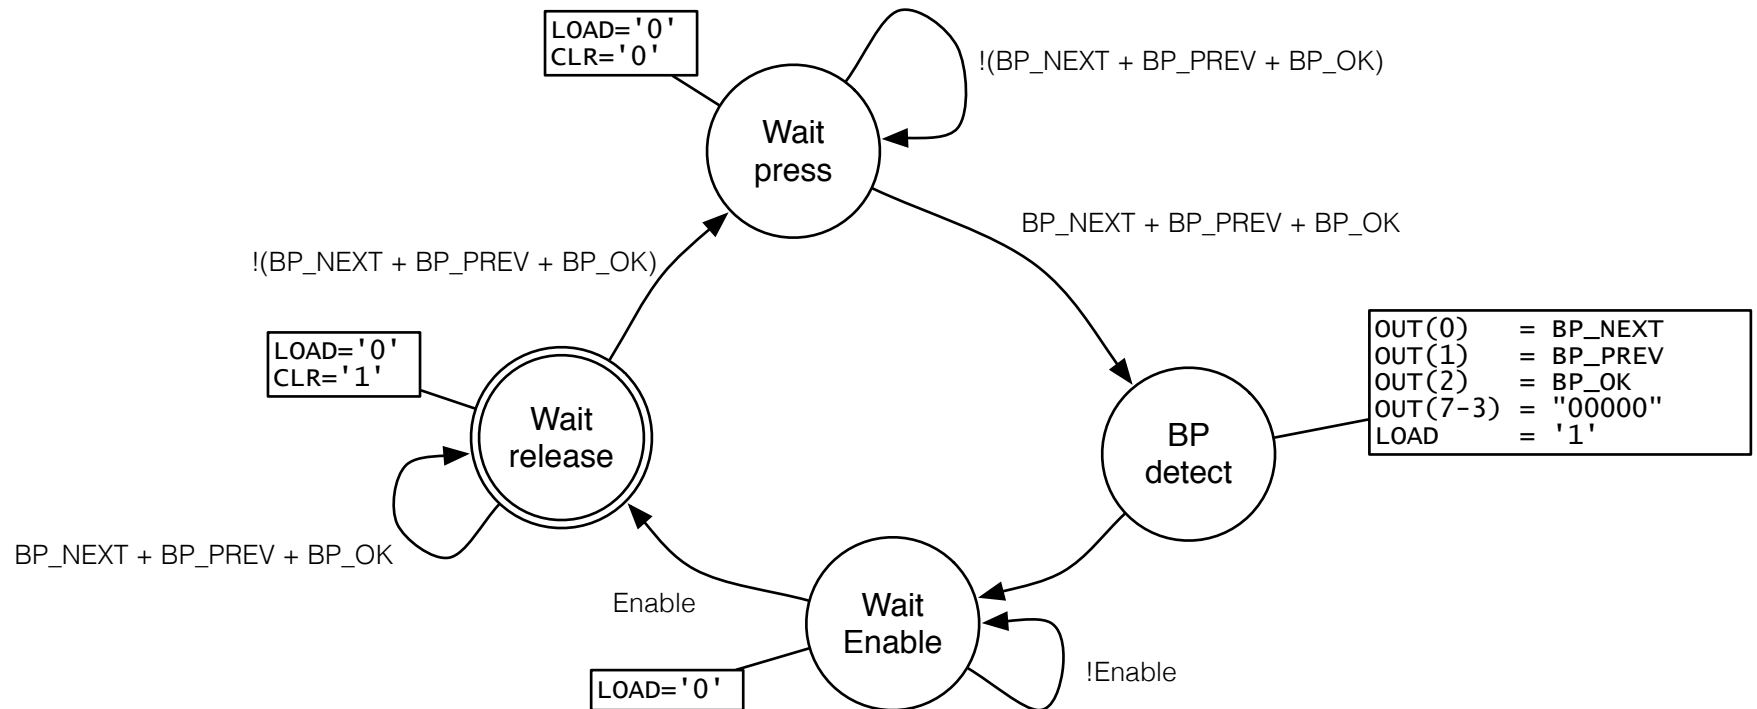 LOAD='0'
CLR='0'
!(BP_NEXT + BP_PREV + BP_OK)
Wait
press
BP_NEXT + BP_PREV + BP_OK
!(BP_NEXT + BP_PREV + BP_OK)
OUT(0)   = BP_NEXT
OUT(1)   = BP_PREV
OUT(2)   = BP_OK
OUT(7-3) = "00000"
LOAD     = '1'
LOAD='0'
CLR='1'
Wait
release
BP
detect
BP_NEXT + BP_PREV + BP_OK
Enable
Wait
Enable
!Enable
LOAD='0'